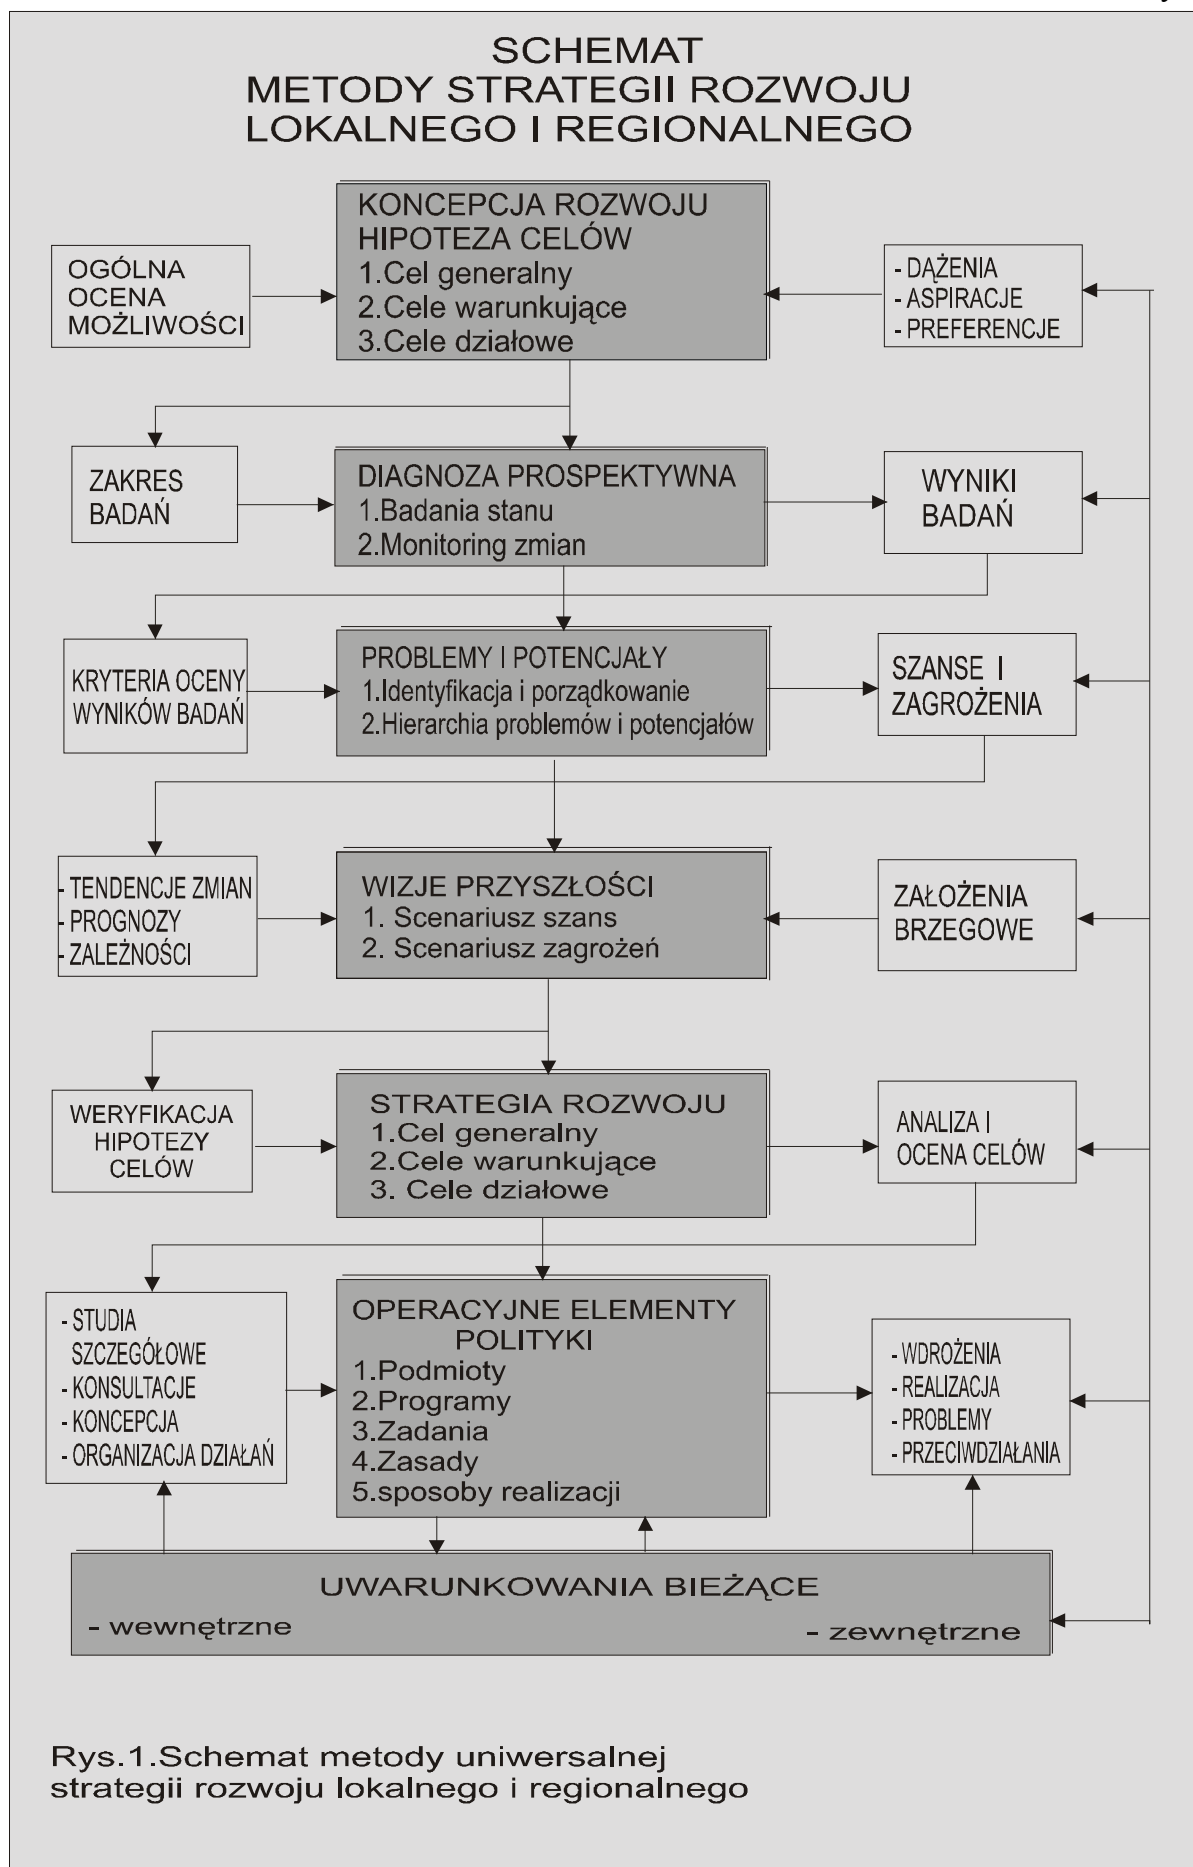 SCHEMAT
METODY STRATEGII ROZWOJU
LOKALNEGO I REGIONALNEGO
KONCEPCJA ROZWOJU
HIPOTEZA CELÓW
1.Cel generalny
2.Cele warunkujące
3.Cele działowe
OGÓLNA
OCENA
MOŻLIWOŚCI
- DĄŻENIA
- ASPIRACJE
- PREFERENCJE
ZAKRES
BADAŃ
DIAGNOZA PROSPEKTYWNA
1.Badania stanu
2.Monitoring zmian
WYNIKI
BADAŃ
KRYTERIA OCENY
WYNIKÓW BADAŃ
PROBLEMY I POTENCJAŁY
1.Identyfikacja i porządkowanie
2.Hierarchia problemów i potencjałów
SZANSE I
ZAGROŻENIA
- TENDENCJE ZMIAN
- PROGNOZY
- ZALEŻNOŚCI
WIZJE PRZYSZŁOŚCI
1. Scenariusz szans
2. Scenariusz zagrożeń
ZAŁOŻENIA
BRZEGOWE
WERYFIKACJA
HIPOTEZY
CELÓW
STRATEGIA ROZWOJU
1.Cel generalny
2.Cele warunkujące
3. Cele działowe
ANALIZA I
OCENA CELÓW
- STUDIA
SZCZEGÓŁOWE
- KONSULTACJE
- KONCEPCJA
- ORGANIZACJA DZIAŁAŃ
OPERACYJNE ELEMENTY
POLITYKI
1.Podmioty
2.Programy
3.Zadania
4.Zasady
5.sposoby realizacji
- WDROŻENIA
- REALIZACJA
- PROBLEMY
- PRZECIWDZIAŁANIA
UWARUNKOWANIA BIEŻĄCE
- wewnętrzne
- zewnętrzne
Rys.1.Schemat metody uniwersalnej
strategii rozwoju lokalnego i regionalnego